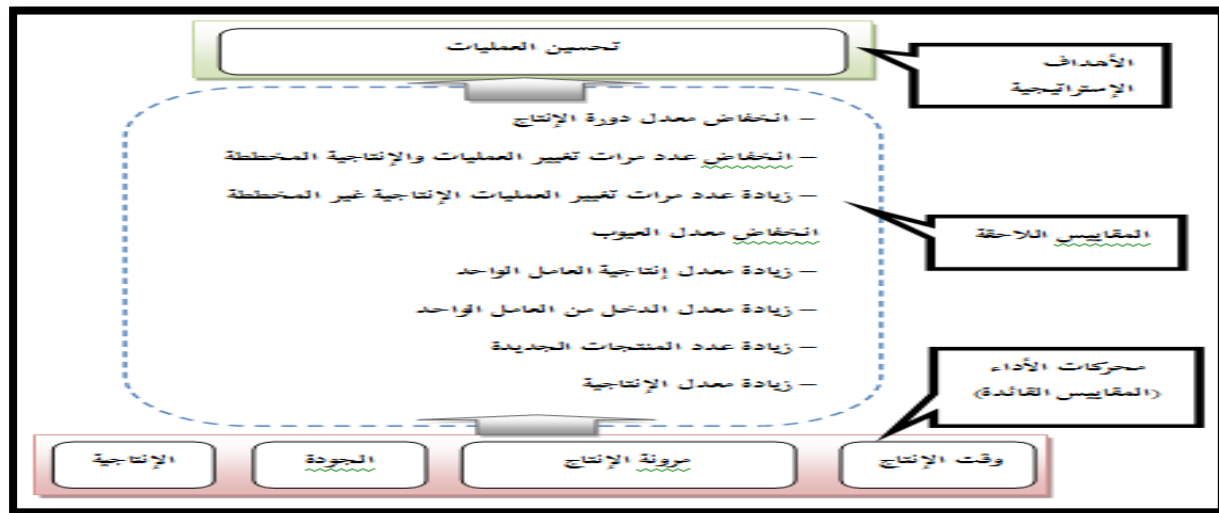 تحسين العمليات
الأهداف
الإستراتيجية
– انخفاض معدل دورة الإنتاج
– انخفاض عدد مرات تغيير العمليات والإنتاجية المخططة
– زيادة عدد مرات تغيير العمليات الإنتاجية غير المخططة
انخفاض معدل العيوب
– زيادة معدل إنتاجية العامل الواحد
– زيادة معدل الدخل من العامل الواحد
– زيادة عدد المنتجات الجديدة
– زيادة معدل الإنتاجية
المقاييس اللاحقة
محركات الأداء
(المقاييس القائدة)
وقت الإنتاج
مرونة الإنتاج
الجودة
الإنتاجية